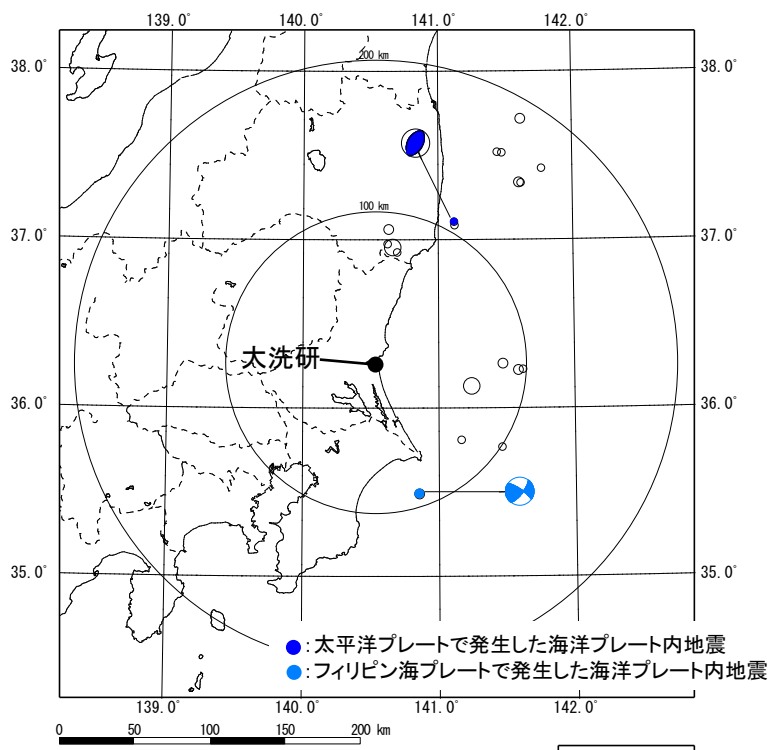 139.0° 140.0° 141.0° 142.0°
200 km
38.0° 38.0°
100 km
37.0° 37.0°
大洗研
36.0° 36.0°
35.0° 35.0°
:太平洋プレートで発生した海洋プレート内地震
:フィリピン海プレートで発生した海洋プレート内地震
139.0° 140.0° 141.0° 142.0°
0 50 100 150 200 km